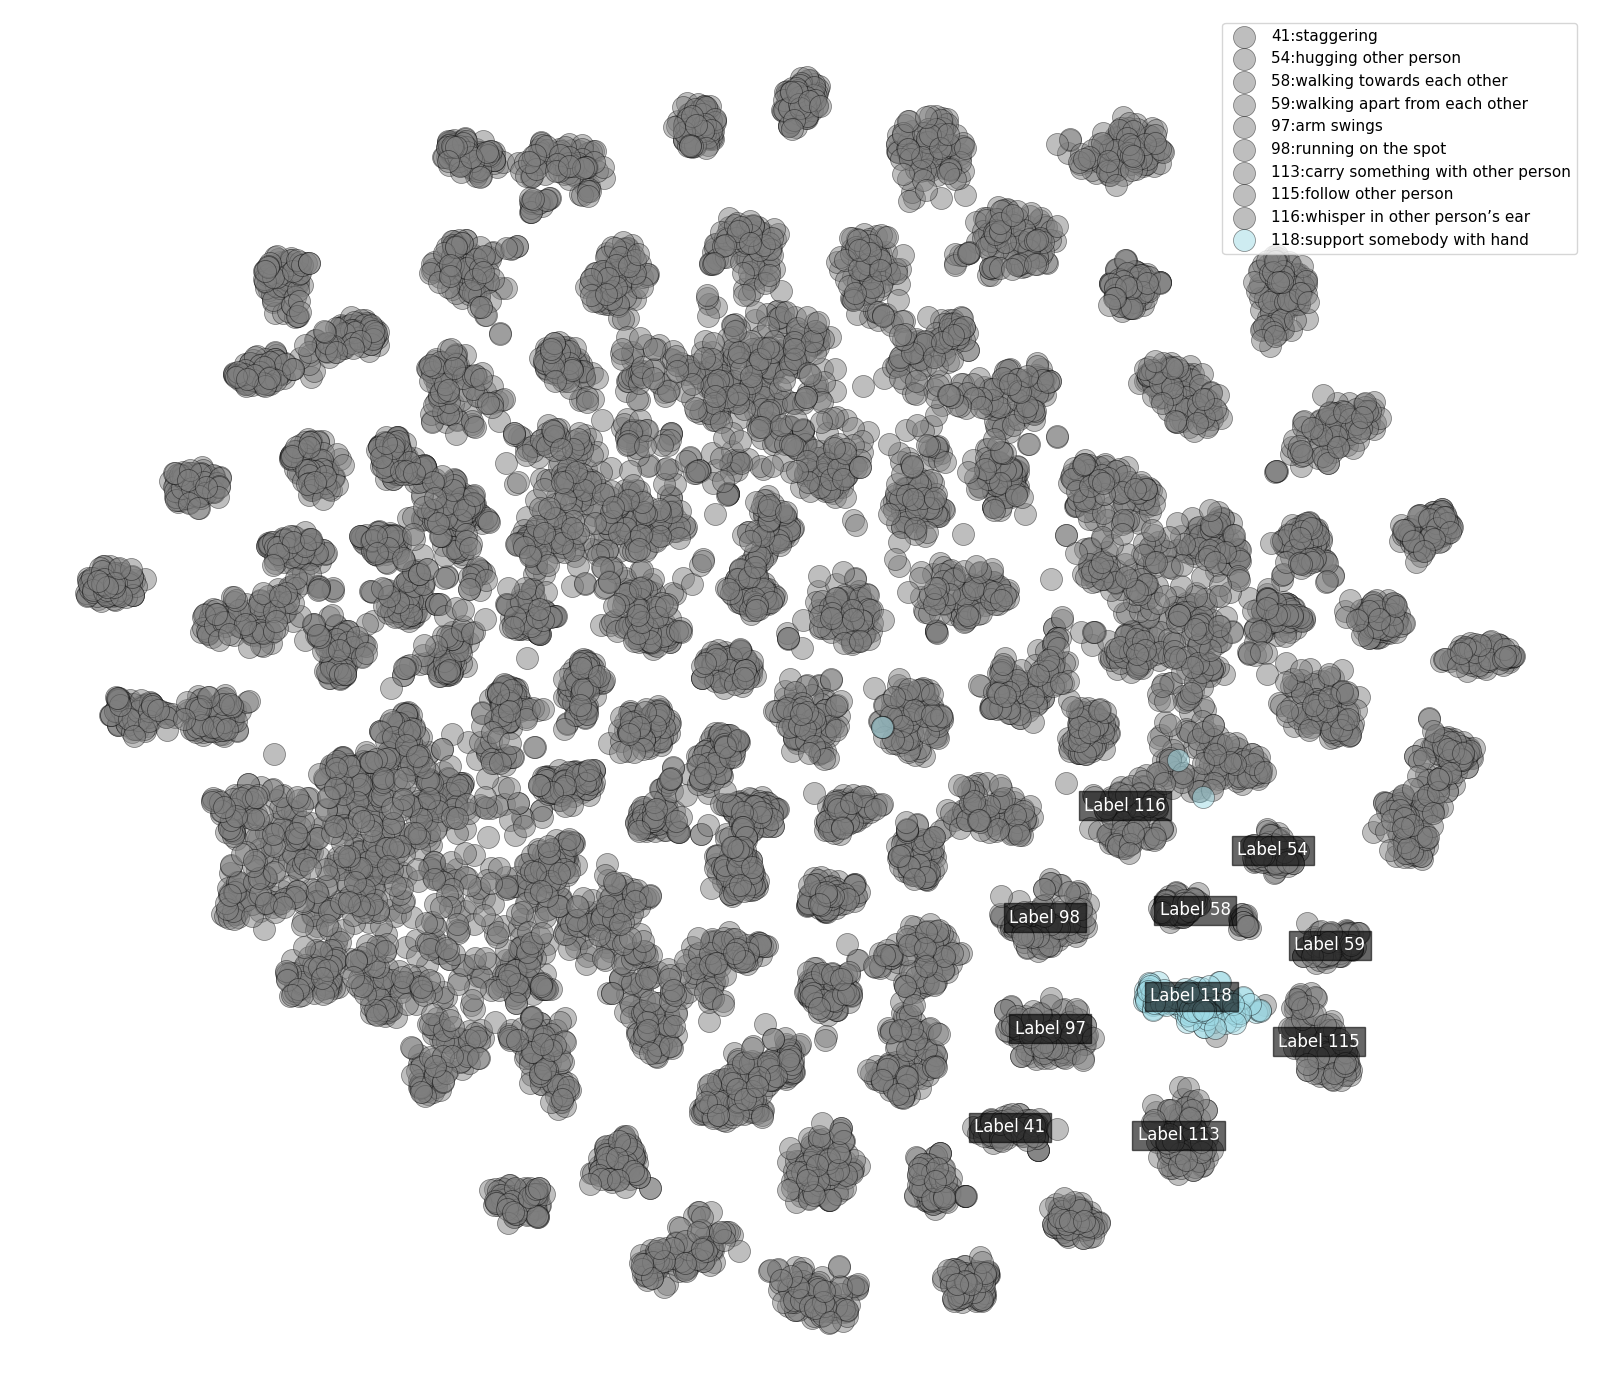 41:staggering
54:hugging other person
58:walking towards each other
59:walking apart from each other
97:arm swings
98:running on the spot
113:carry something with other person
115:follow other person
116:whisper in other person’s ear
118:support somebody with hand
Label 116
Label 54
Label 58
Label 98
Label 59
Label 118
Label 97
Label 115
Label 41
Label 113